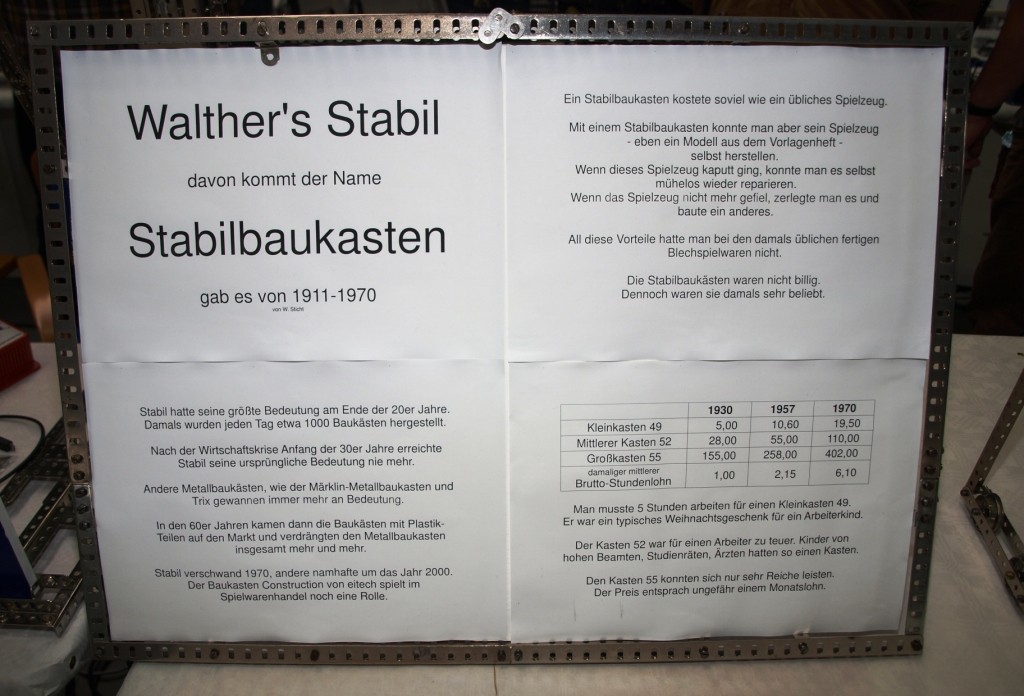 Walther's Stabil
davon kommt der Name
Stabilbaukasten
gab es von 1911-1970
von W. Sticht
Ein Stabilbaukasten kostete soviel wie ein übliches Spielzeug.
Mit einem Stabilbaukasten konnte man aber sein Spielzeug
- eben ein Modell aus dem Vorlagenheft -
selbst herstellen.
Wenn dieses Spielzeug kaputt ging, konnte man es selbst
mühelos wieder reparieren.
Wenn das Spielzeug nicht mehr gefiel, zerlegte man es und
baute ein anderes.
All diese Vorteile hatte man bei den damals üblichen fertigen
Blechspielwaren nicht.
Die Stabilbaukästen waren nicht billig.
Dennoch waren sie damals sehr beliebt.
Stabil hatte seine größte Bedeutung am Ende der 20er Jahre.
Damals wurden jeden Tag etwa 1000 Baukästen hergestellt.
Nach der Wirtschaftskrise Anfang der 30er Jahre erreichte
Stabil seine ursprüngliche Bedeutung nie mehr.
Andere Metallbaukästen, wie der Märklin-Metallbaukasten und
Trix gewannen immer mehr an Bedeutung.
In den 60er Jahren kamen dann die Baukästen mit Plastik-
Teilen auf den Markt und verdrängten den Metallbaukasten
insgesamt mehr und mehr.
Stabil verschwand 1970, andere namhafte um das Jahr 2000.
Der Baukasten Construction von eitech spielt im
Spielwarenhandel noch eine Rolle.
1930 1957 1970
Kleinkasten 49 5,00 10,60 19,50
Mittlerer Kasten 52 28,00 55,00 110,00
Großkasten 55 155,00 258,00 402,00
damaliger mittlerer
Brutto-Stundenlohn 1,00 2,15 6,10
Man musste 5 Stunden arbeiten für einen Kleinkasten 49.
Er war ein typisches Weihnachtsgeschenk für ein Arbeiterkind.
Der Kasten 52 war für einen Arbeiter zu teuer. Kinder von
hohen Beamten, Studienräten, Ärzten hatten so einen Kasten.
Den Kasten 55 konnten sich nur sehr Reiche leisten.
Der Preis entsprach ungefähr einem Monatslohn.